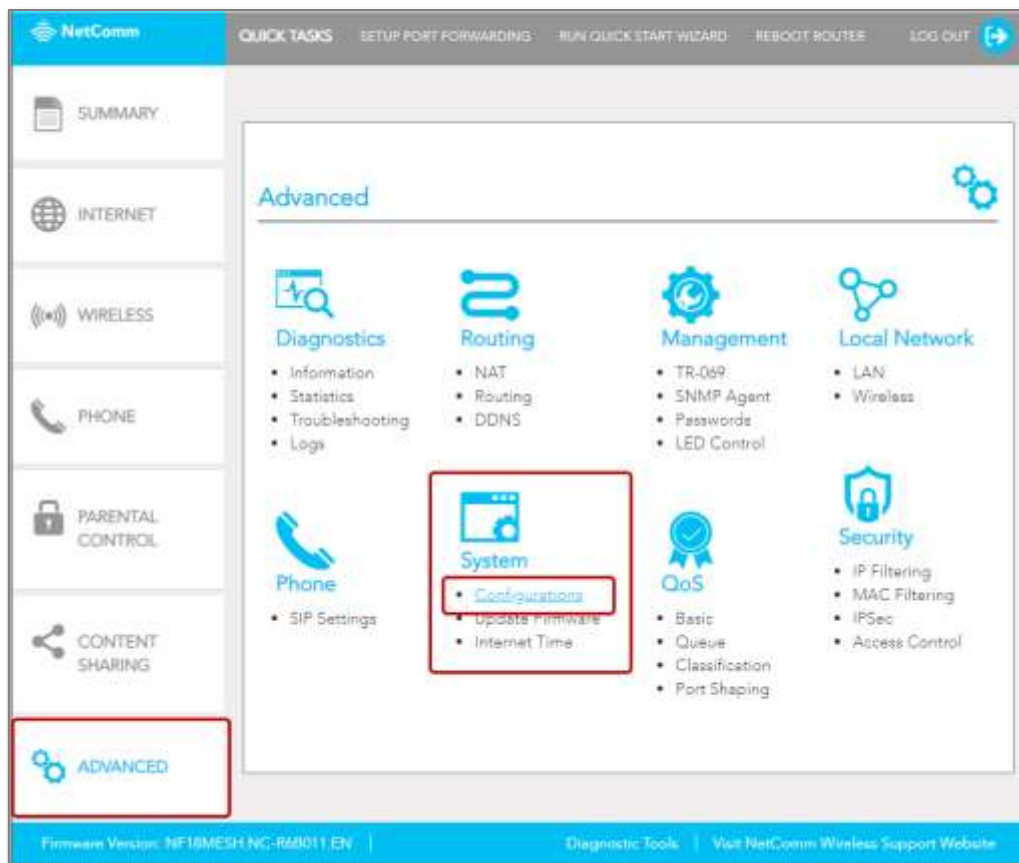 NetComm
QUICK TASKS SETUP PORT FORWARDING RUN QUICK START WIZARD REBOOT ROUTER LOG OUT
SUMMARY
INTERNET
WIRELESS
PHONE
PARENTAL
CONTROL
CONTENT
SHARING
ADVANCED
Advanced
Diagnostics
• Information
• Statistics
• Troubleshooting
• Logs
Routing
• NAT
• Routing
• DDNS
Management
• TR-069
• SNMP Agent
• Passwords
• LED Control
Local Network
• LAN
• Wireless
Phone
• SIP Settings
System
• Configurations
• Update Firmware
• Internet Time
QoS
• Basic
• Queue
• Classification
• Port Shaping
Security
• IP Filtering
• MAC Filtering
• IPSec
• Access Control
Firmware Version: NF18MESH.NC-R6B011.EN | Diagnostic Tools | Visit NetComm Wireless Support Website